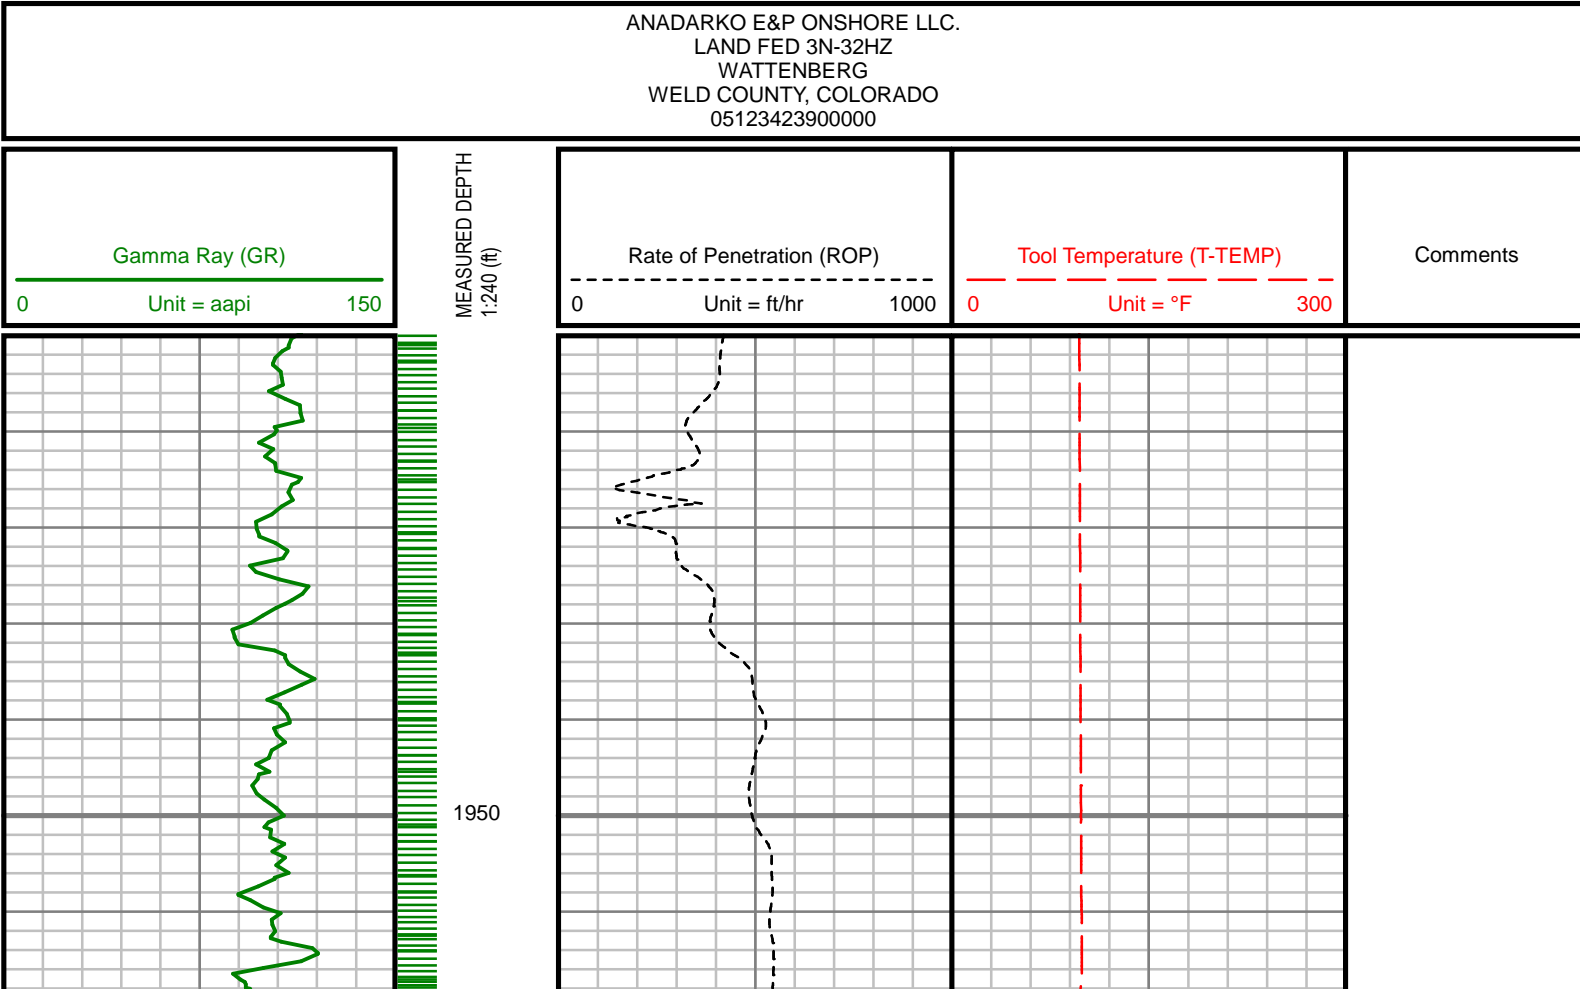 ANADARKO E&P ONSHORE LLC.
LAND FED 3N-32HZ
WATTENBERG
WELD COUNTY, COLORADO
05123423900000
Gamma Ray (GR)
0 Unit = aapi 150
MEASURED DEPTH
1:240 (ft)
Rate of Penetration (ROP)
0 Unit = ft/hr 1000
Tool Temperature (T-TEMP)
0 Unit = °F 300
Comments
1950